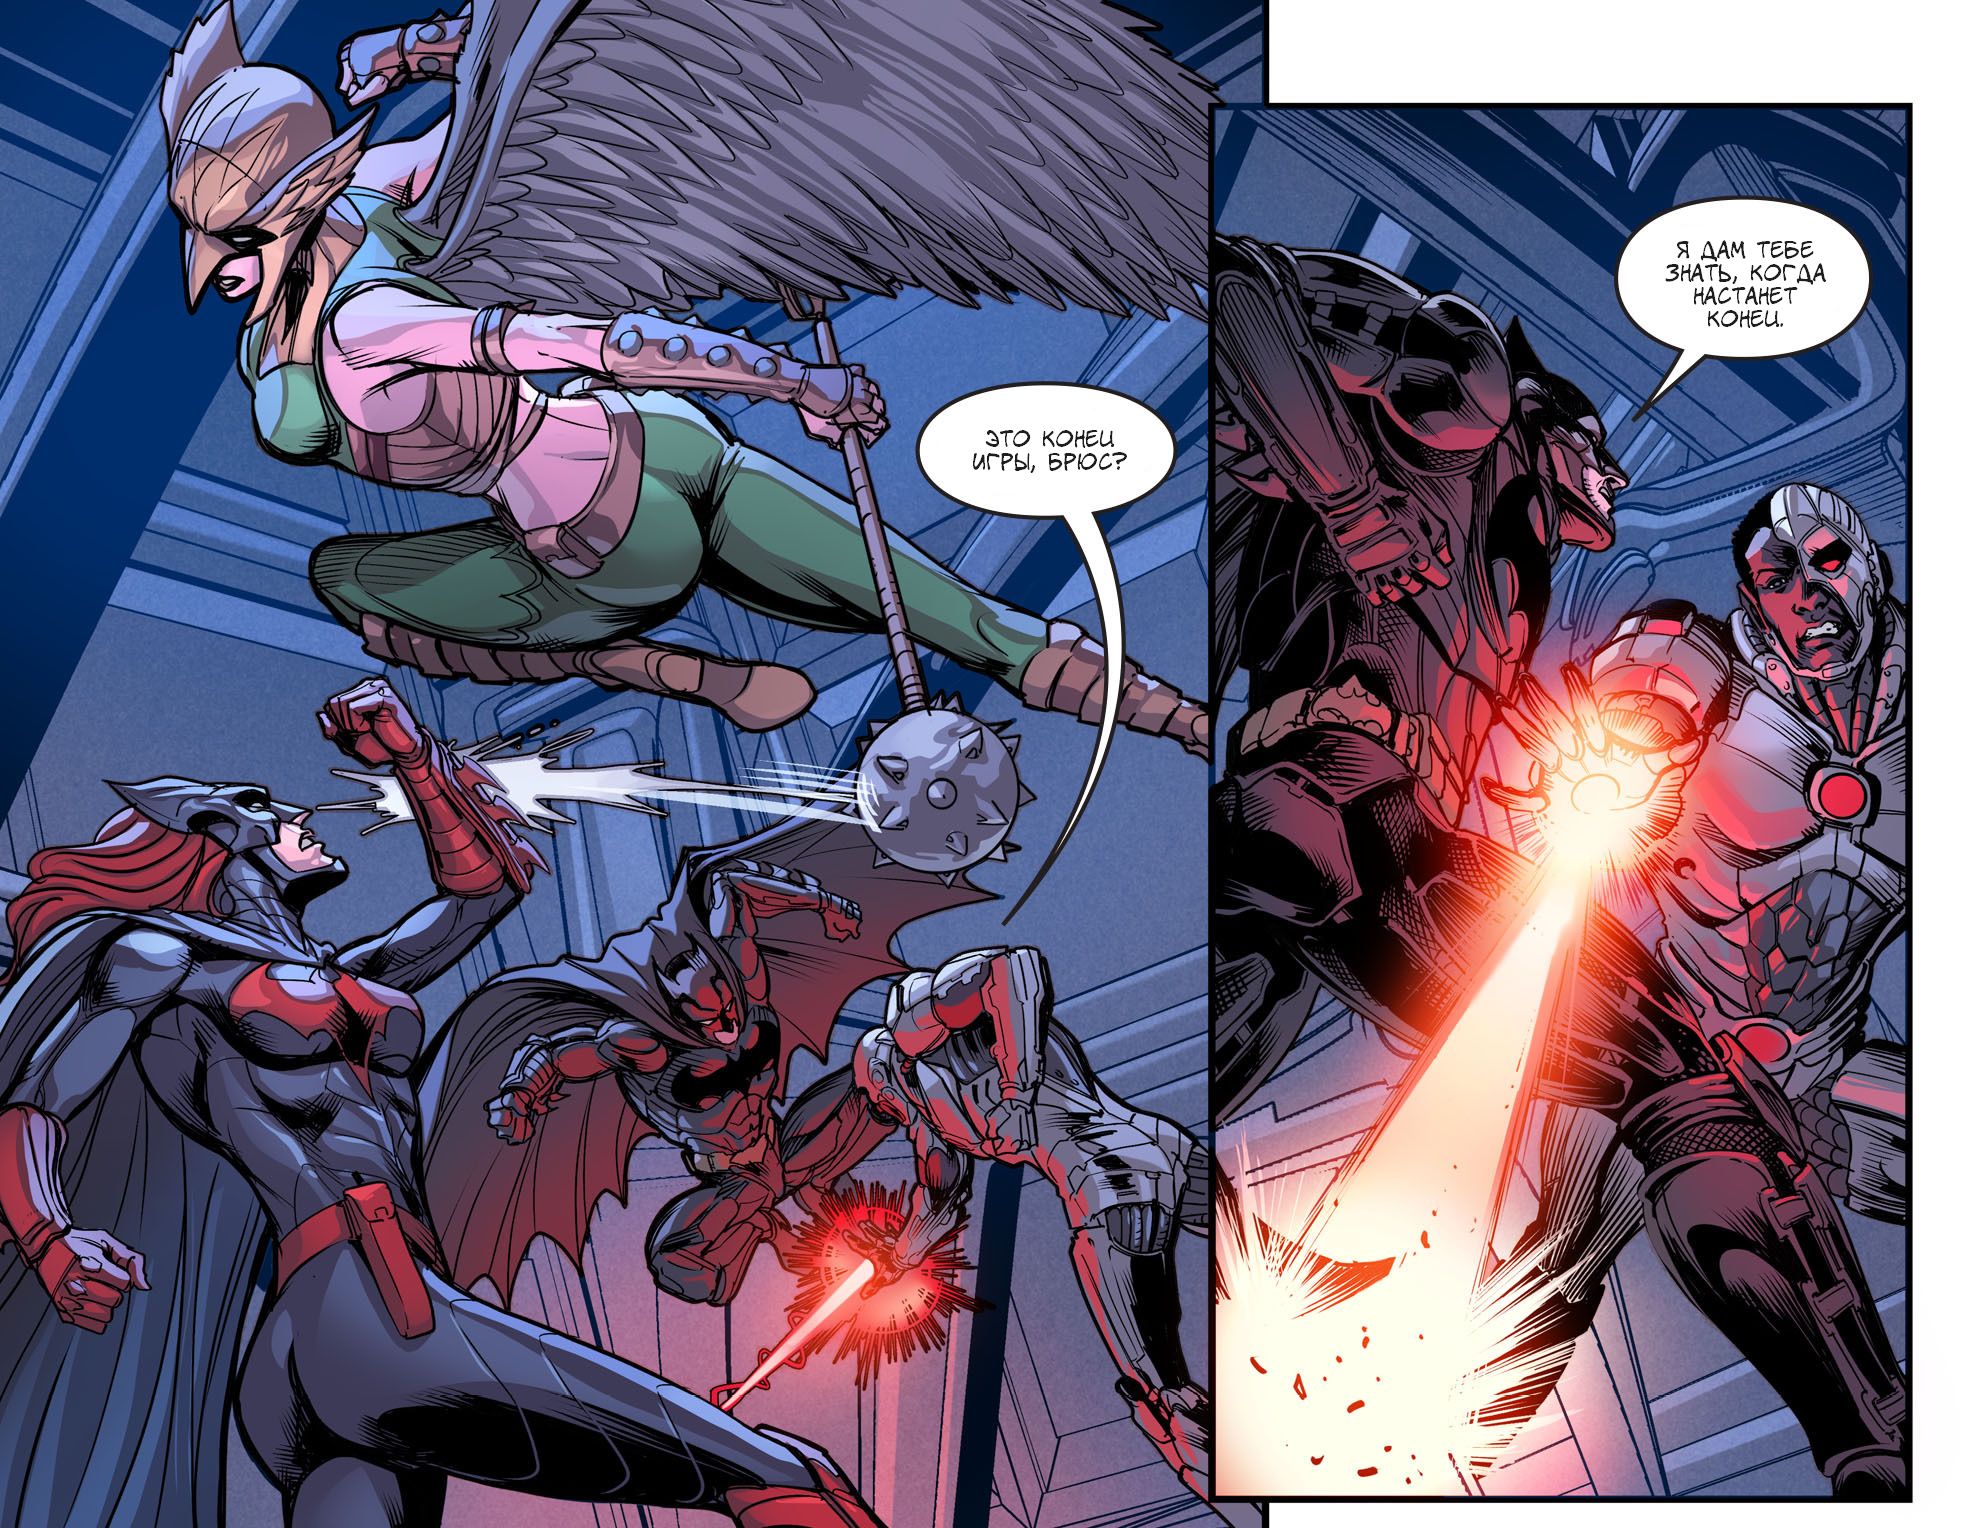 ЭТО КОНЕЦ
ИГРЫ, БРЮС?
Я ДАМ ТЕБЕ
ЗНАТЬ, КОГДА
НАСТАНЕТ
КОНЕЦ.